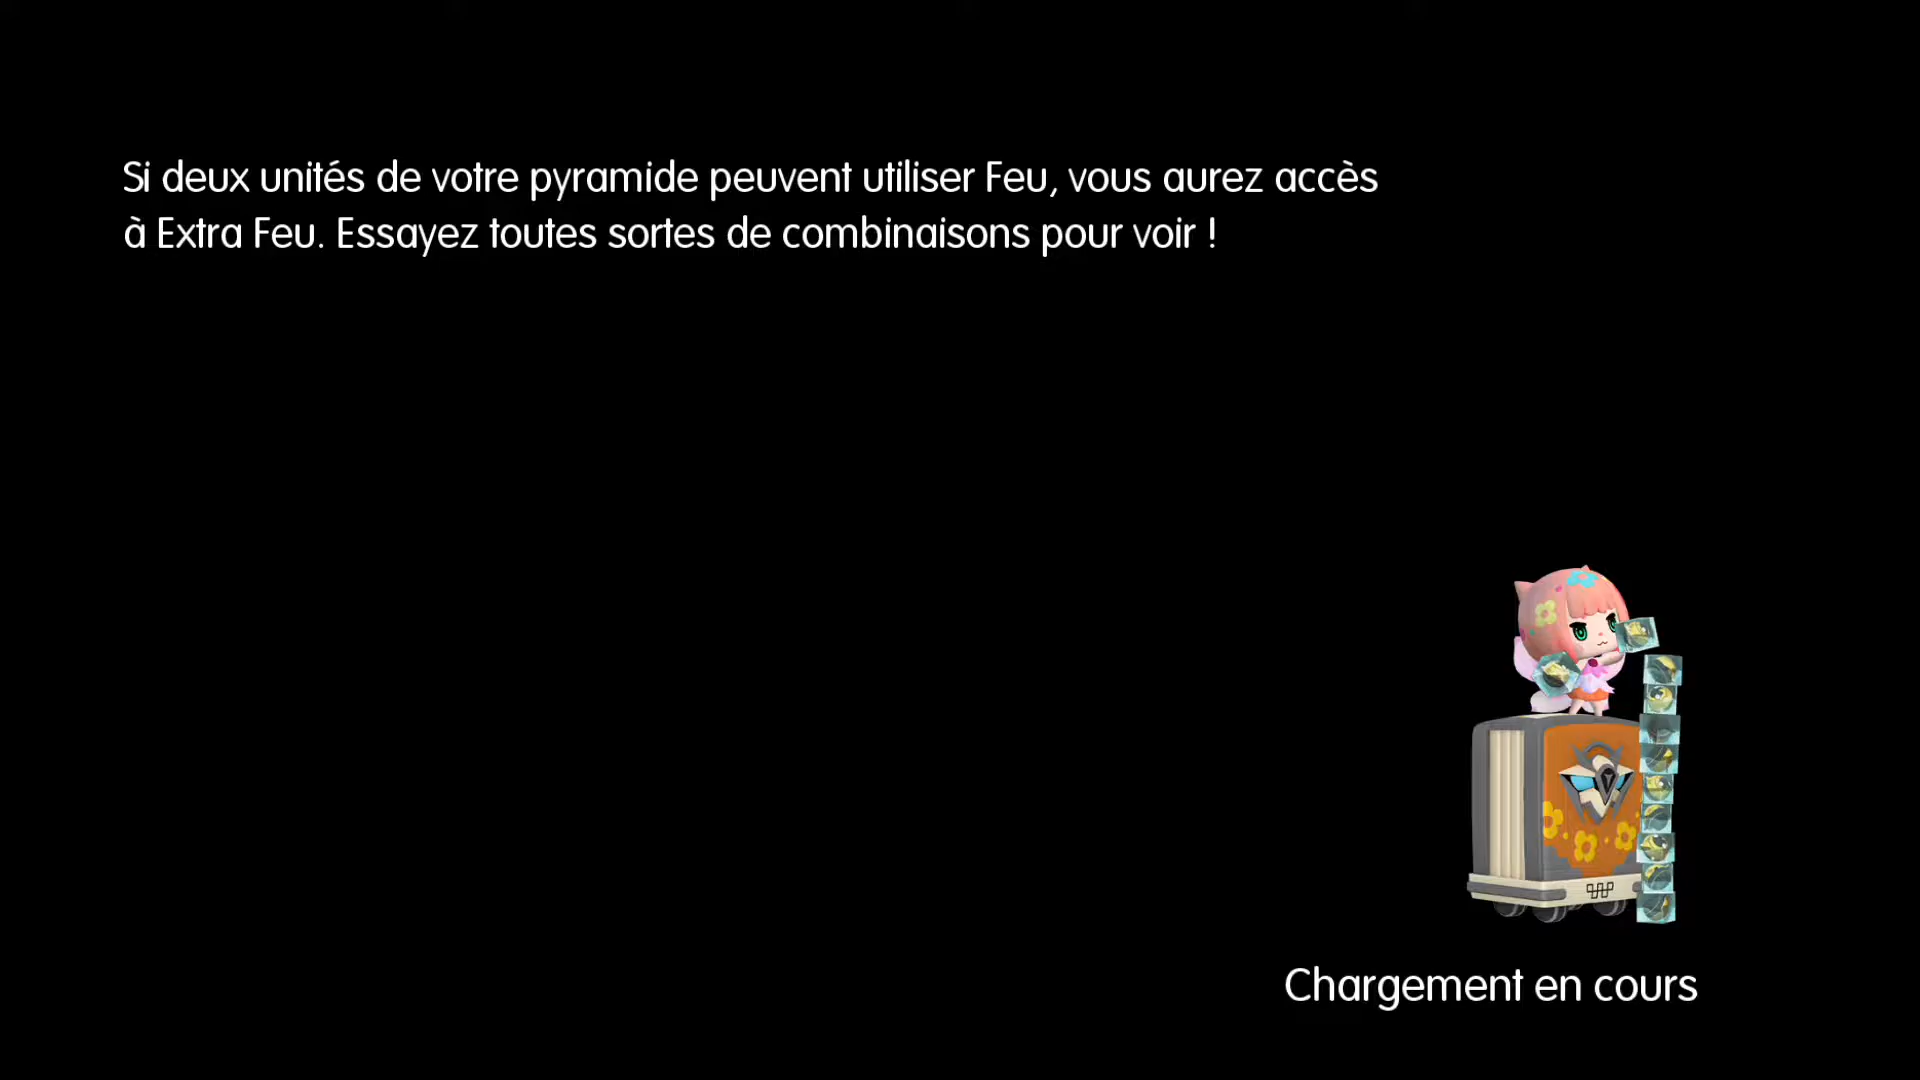 Si deux unités de votre pyramide peuvent utiliser Feu, vous aurez accès
à Extra Feu. Essayez toutes sortes de combinaisons pour voir !
Chargement en cours